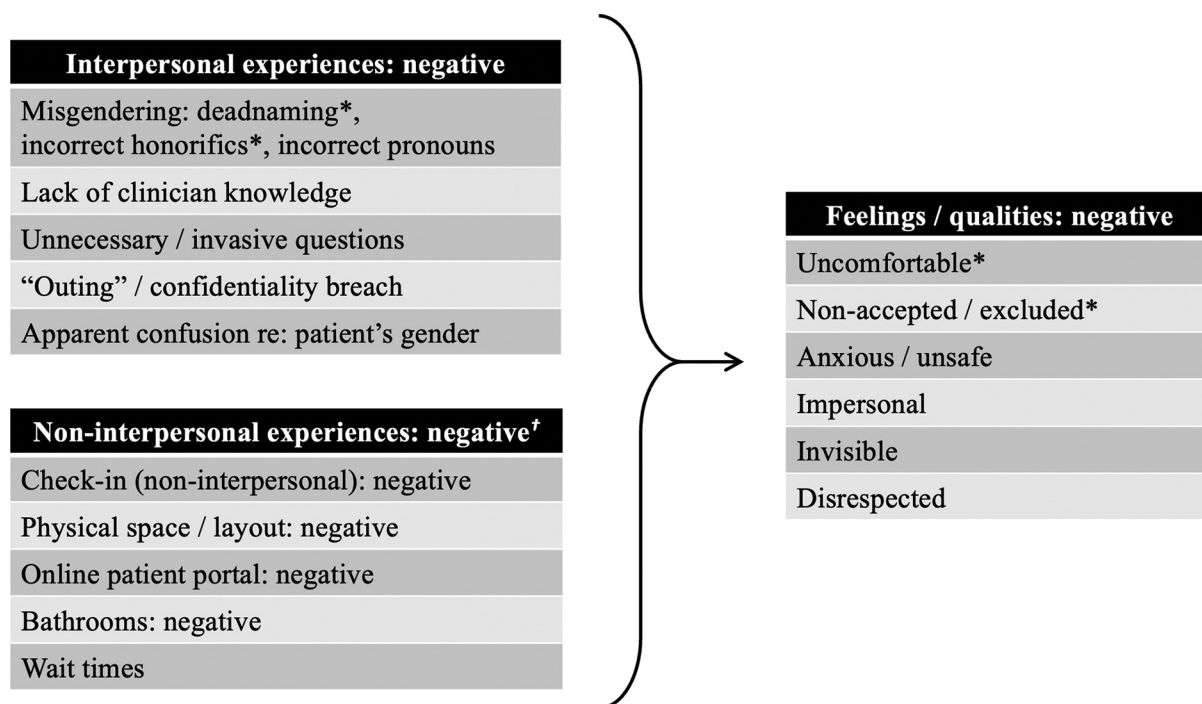 Interpersonal experiences: negative
Misgendering: deadnaming*,
incorrect honorifics*, incorrect pronouns
Lack of clinician knowledge
Unnecessary / invasive questions
“Outing” / confidentiality breach
Apparent confusion re: patient’s gender
Non-interpersonal experiences: negative†
Check-in (non-interpersonal): negative
Physical space / layout: negative
Online patient portal: negative
Bathrooms: negative
Wait times
Feelings / qualities: negative
Uncomfortable*
Non-accepted / excluded*
Anxious / unsafe
Impersonal
Invisible
Disrespected